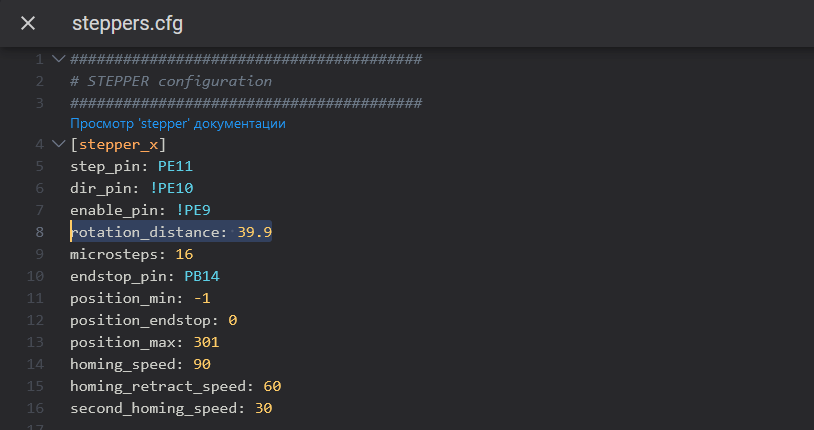 steppers.cfg
1 ########################################
2 # STEPPER configuration
3 ########################################
Просмотр 'stepper' документации
4 [stepper_x]
5 step_pin: PE11
6 dir_pin: !PE10
7 enable_pin: !PE9
8 rotation_distance: 39.9
9 microsteps: 16
10 endstop_pin: PB14
11 position_min: -1
12 position_endstop: 0
13 position_max: 301
14 homing_speed: 90
15 homing_retract_speed: 60
16 second_homing_speed: 30
17